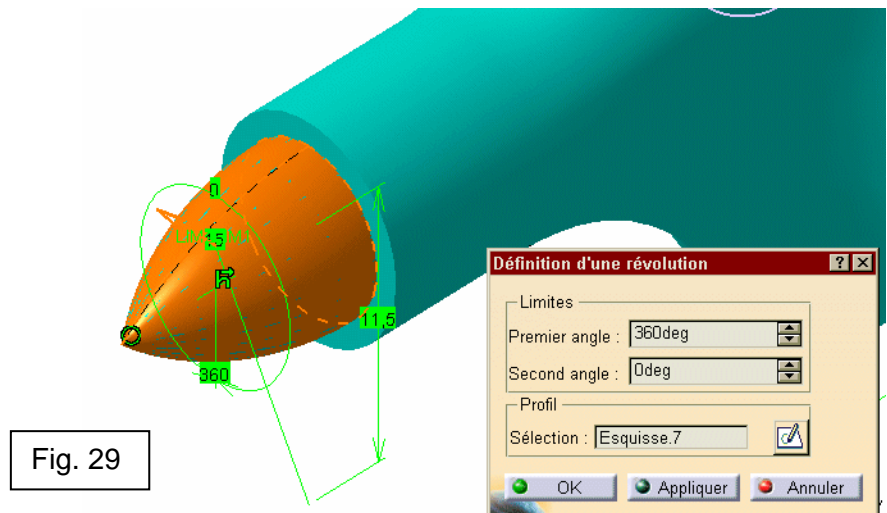 0
15
11,5
360
Fig. 29
Définition d'une révolution
Limites
Premier angle : 360deg
Second angle : 0deg
Profil
Sélection : Esquisse.7
OK Appliquer Annuler